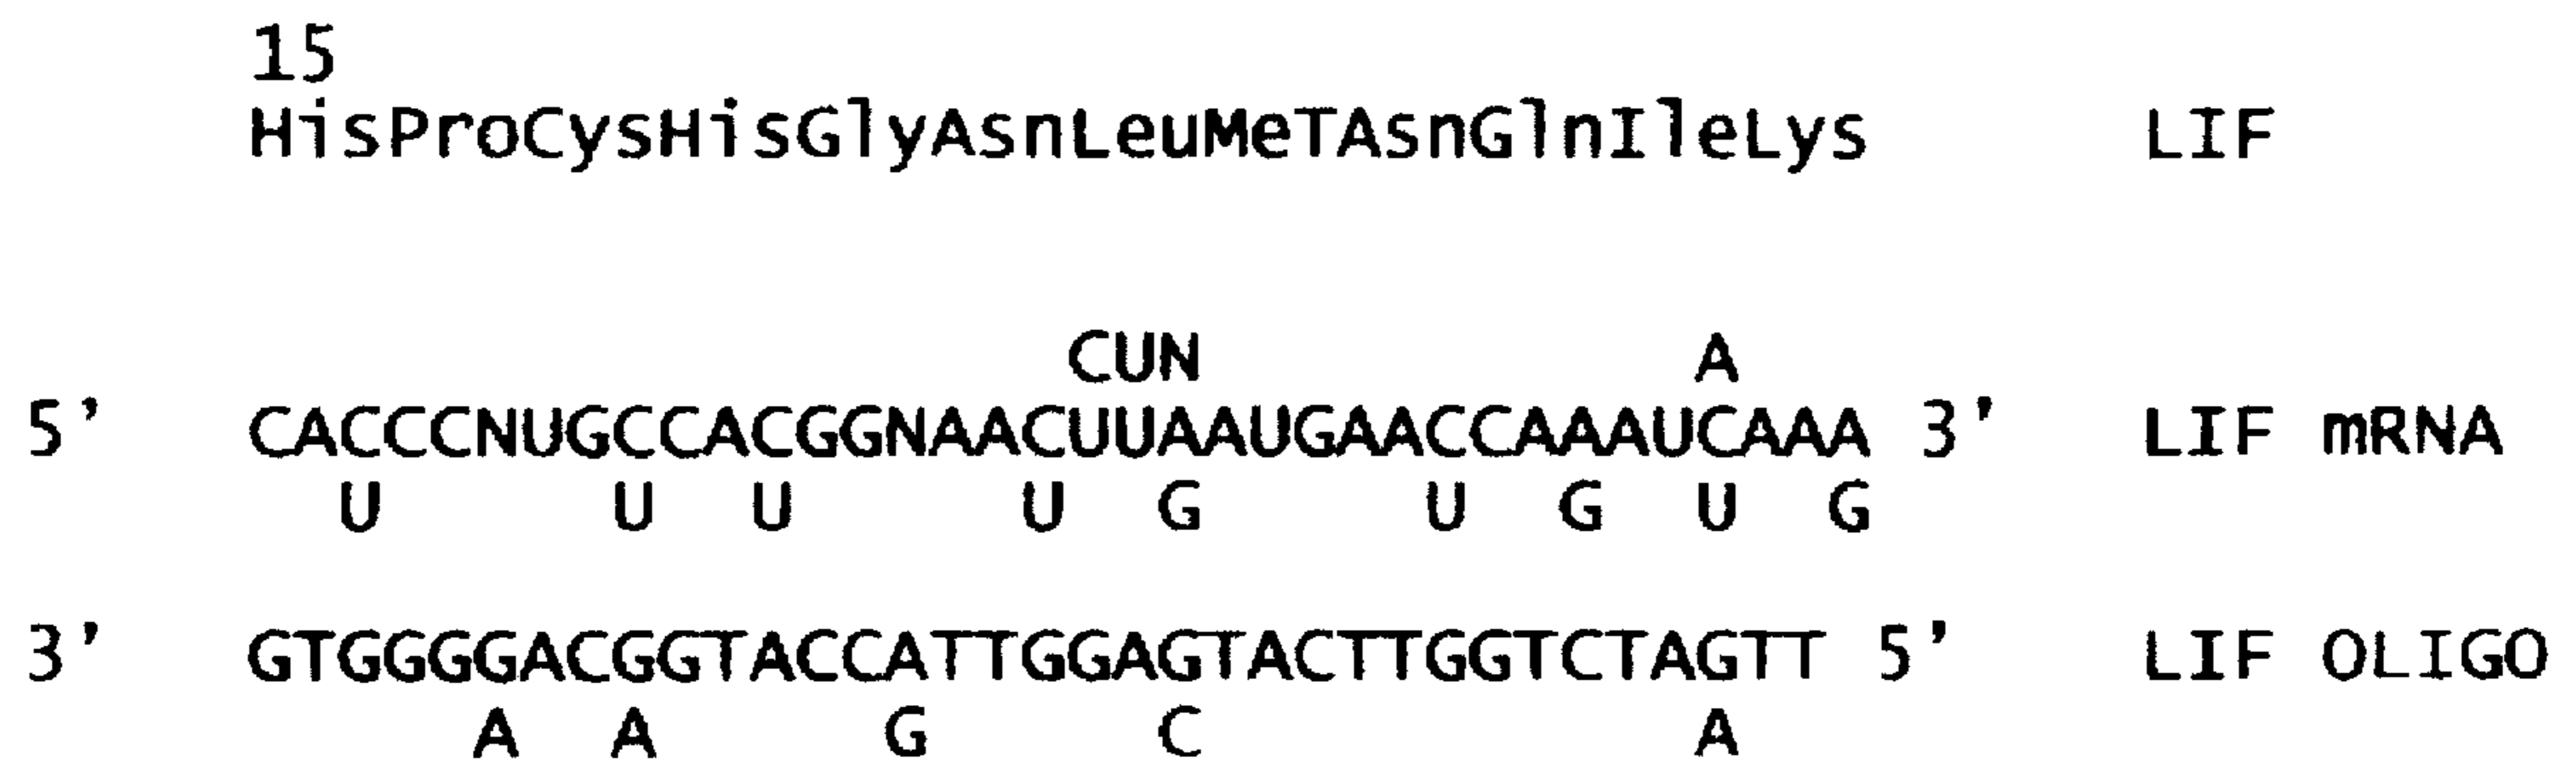 15
HisProCysHisGlyAsnLeuMeTAsnGlnIleLys LIF
CUN A
5' CACCCNUGCCACGGNAACUUAAUGAACCAAAUCAAA 3' LIF mRNA
U U U U G U G U G
3' GTGGGGACGGTACCATTGGAGTACTTGGTCTAGTT 5' LIF OLIGO
A A G C A